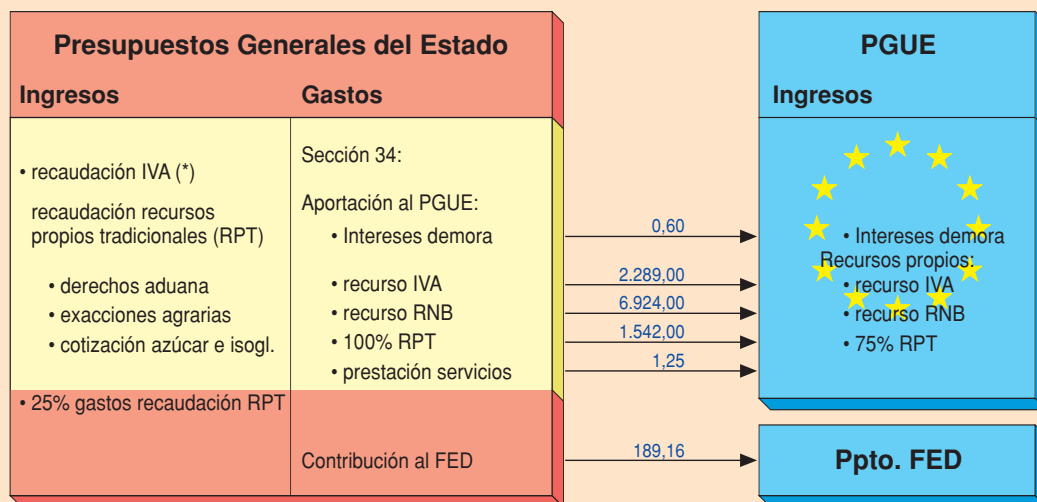 Presupuestos Generales del Estado
Ingresos
Gastos
• recaudación IVA (*)
recaudación recursos
propios tradicionales (RPT)
• derechos aduana
• exacciones agrarias
• cotización azúcar e isogl.
• 25% gastos recaudación RPT
Sección 34:
Aportación al PGUE:
• Intereses demora
• recurso IVA
• recurso RNB
• 100% RPT
• prestación servicios
Contribución al FED
0,60
2.289,00
6.924,00
1.542,00
1,25
189,16
PGUE
Ingresos
• Intereses demora
Recursos propios:
• recurso IVA
• recurso RNB
• 75% RPT
Ppto. FED